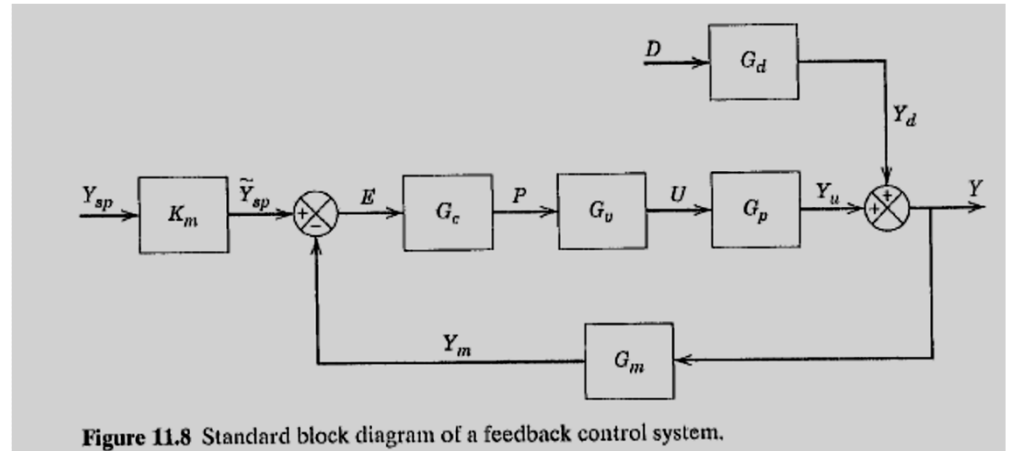 D
G_d
Y_d
Y_sp
K_m
Ỹ_sp
+
−
E
G_c
P
G_v
U
G_p
Y_u
+
+
Y
Y_m
G_m
Figure 11.8 Standard block diagram of a feedback control system.